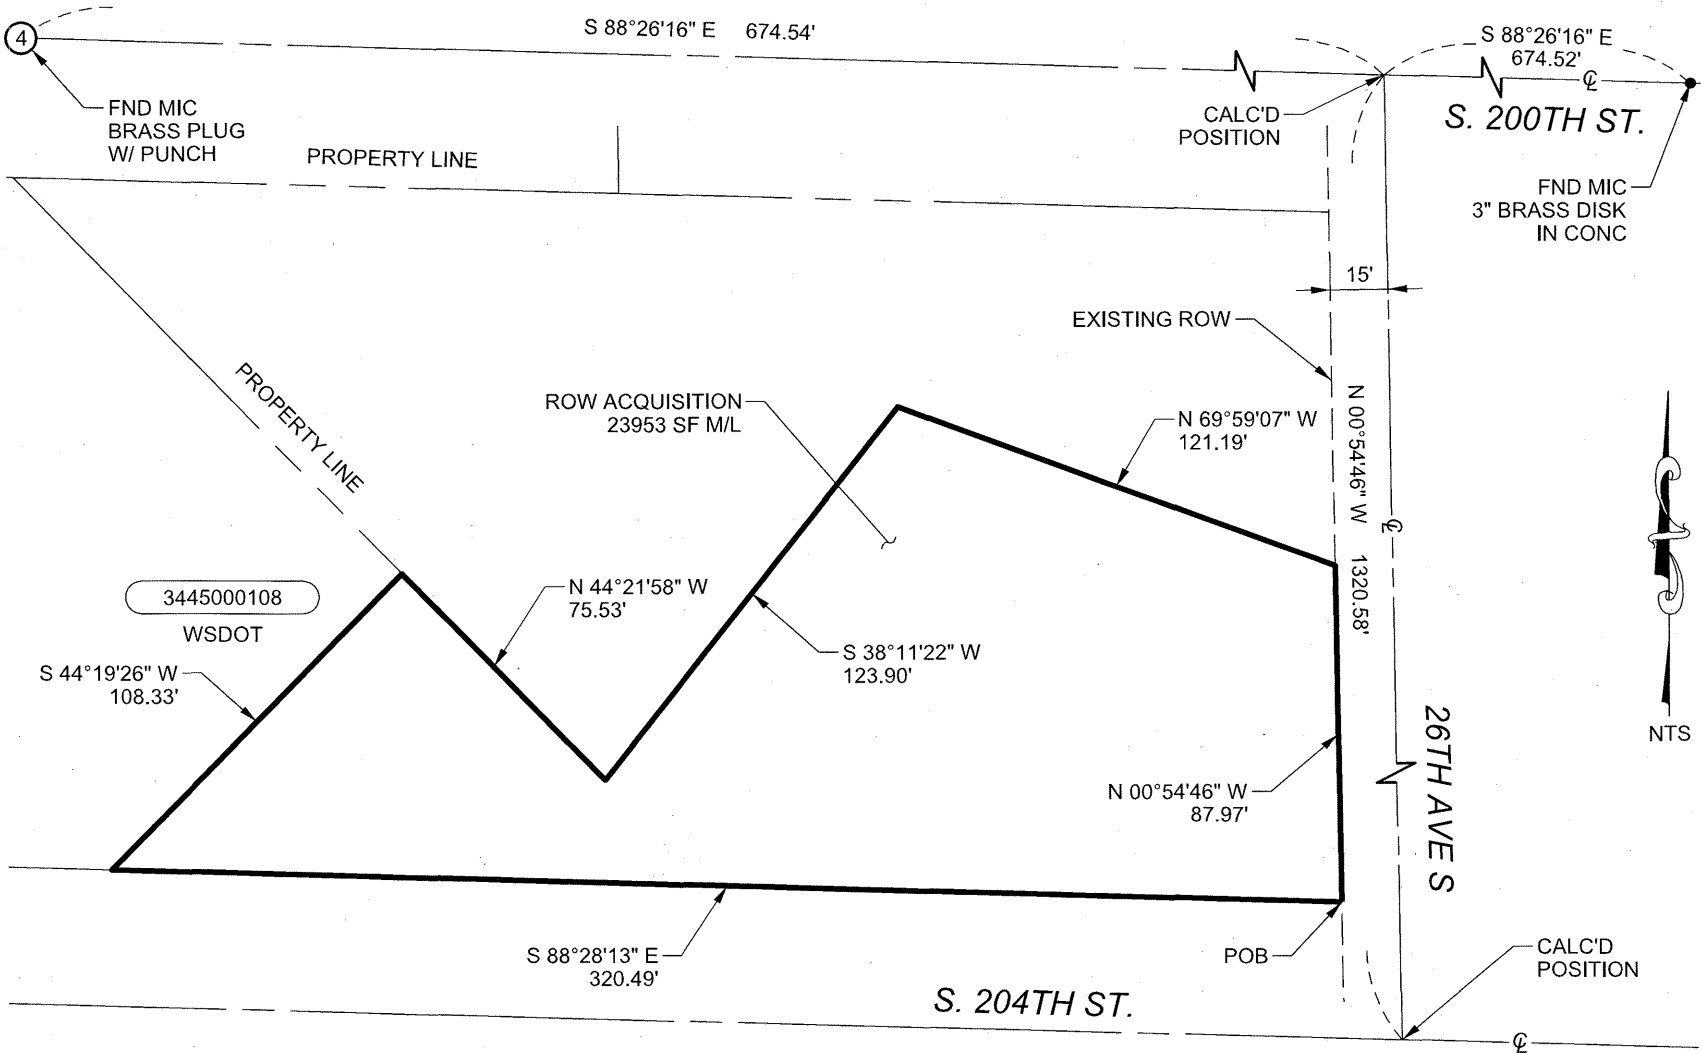 4
S 88°26'16" E 674.54'
S 88°26'16" E
674.52'
FND MIC
BRASS PLUG
W/ PUNCH
CALC'D
POSITION
℄
S. 200TH ST.
PROPERTY LINE
FND MIC
3" BRASS DISK
IN CONC
15'
EXISTING ROW
PROPERTY LINE
ROW ACQUISITION
23953 SF M/L
N 69°59'07" W
121.19'
N 00°54'46" W 1320.58'
℄
3445000108
WSDOT
N 44°21'58" W
75.53'
S 38°11'22" W
123.90'
S 44°19'26" W
108.33'
NTS
26TH AVE S
N 00°54'46" W
87.97'
S 88°28'13" E
320.49'
POB
CALC'D
POSITION
S. 204TH ST.
℄